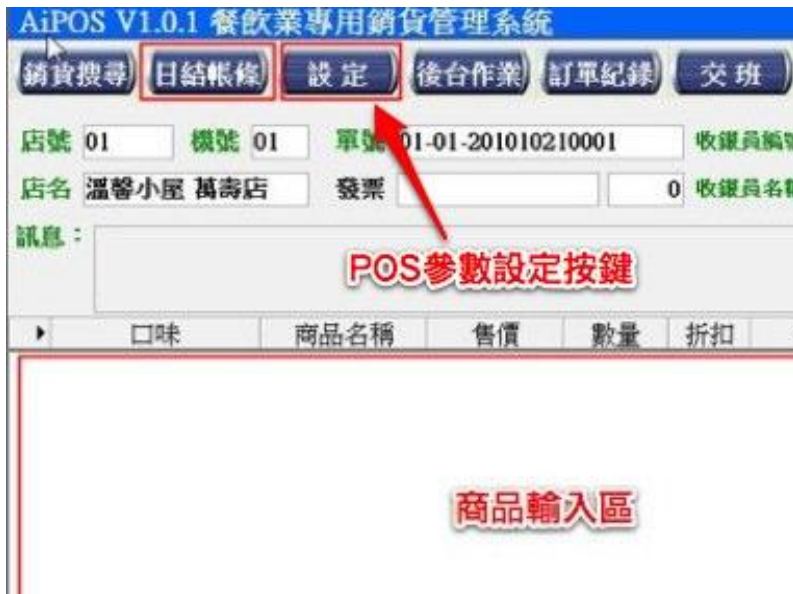 AiPOS V1.0.1 餐飲業專用銷貨管理系統
銷貨搜尋 日結帳條 設定 後台作業 訂單紀錄 交班
店號 01 機號 01 單號 01-01-201010210001 收銀員編號
店名 溫馨小屋 萬壽店 發票 0 收銀員名稱
訊息：
POS參數設定按鍵
口味 商品名稱 售價 數量 折扣
商品輸入區